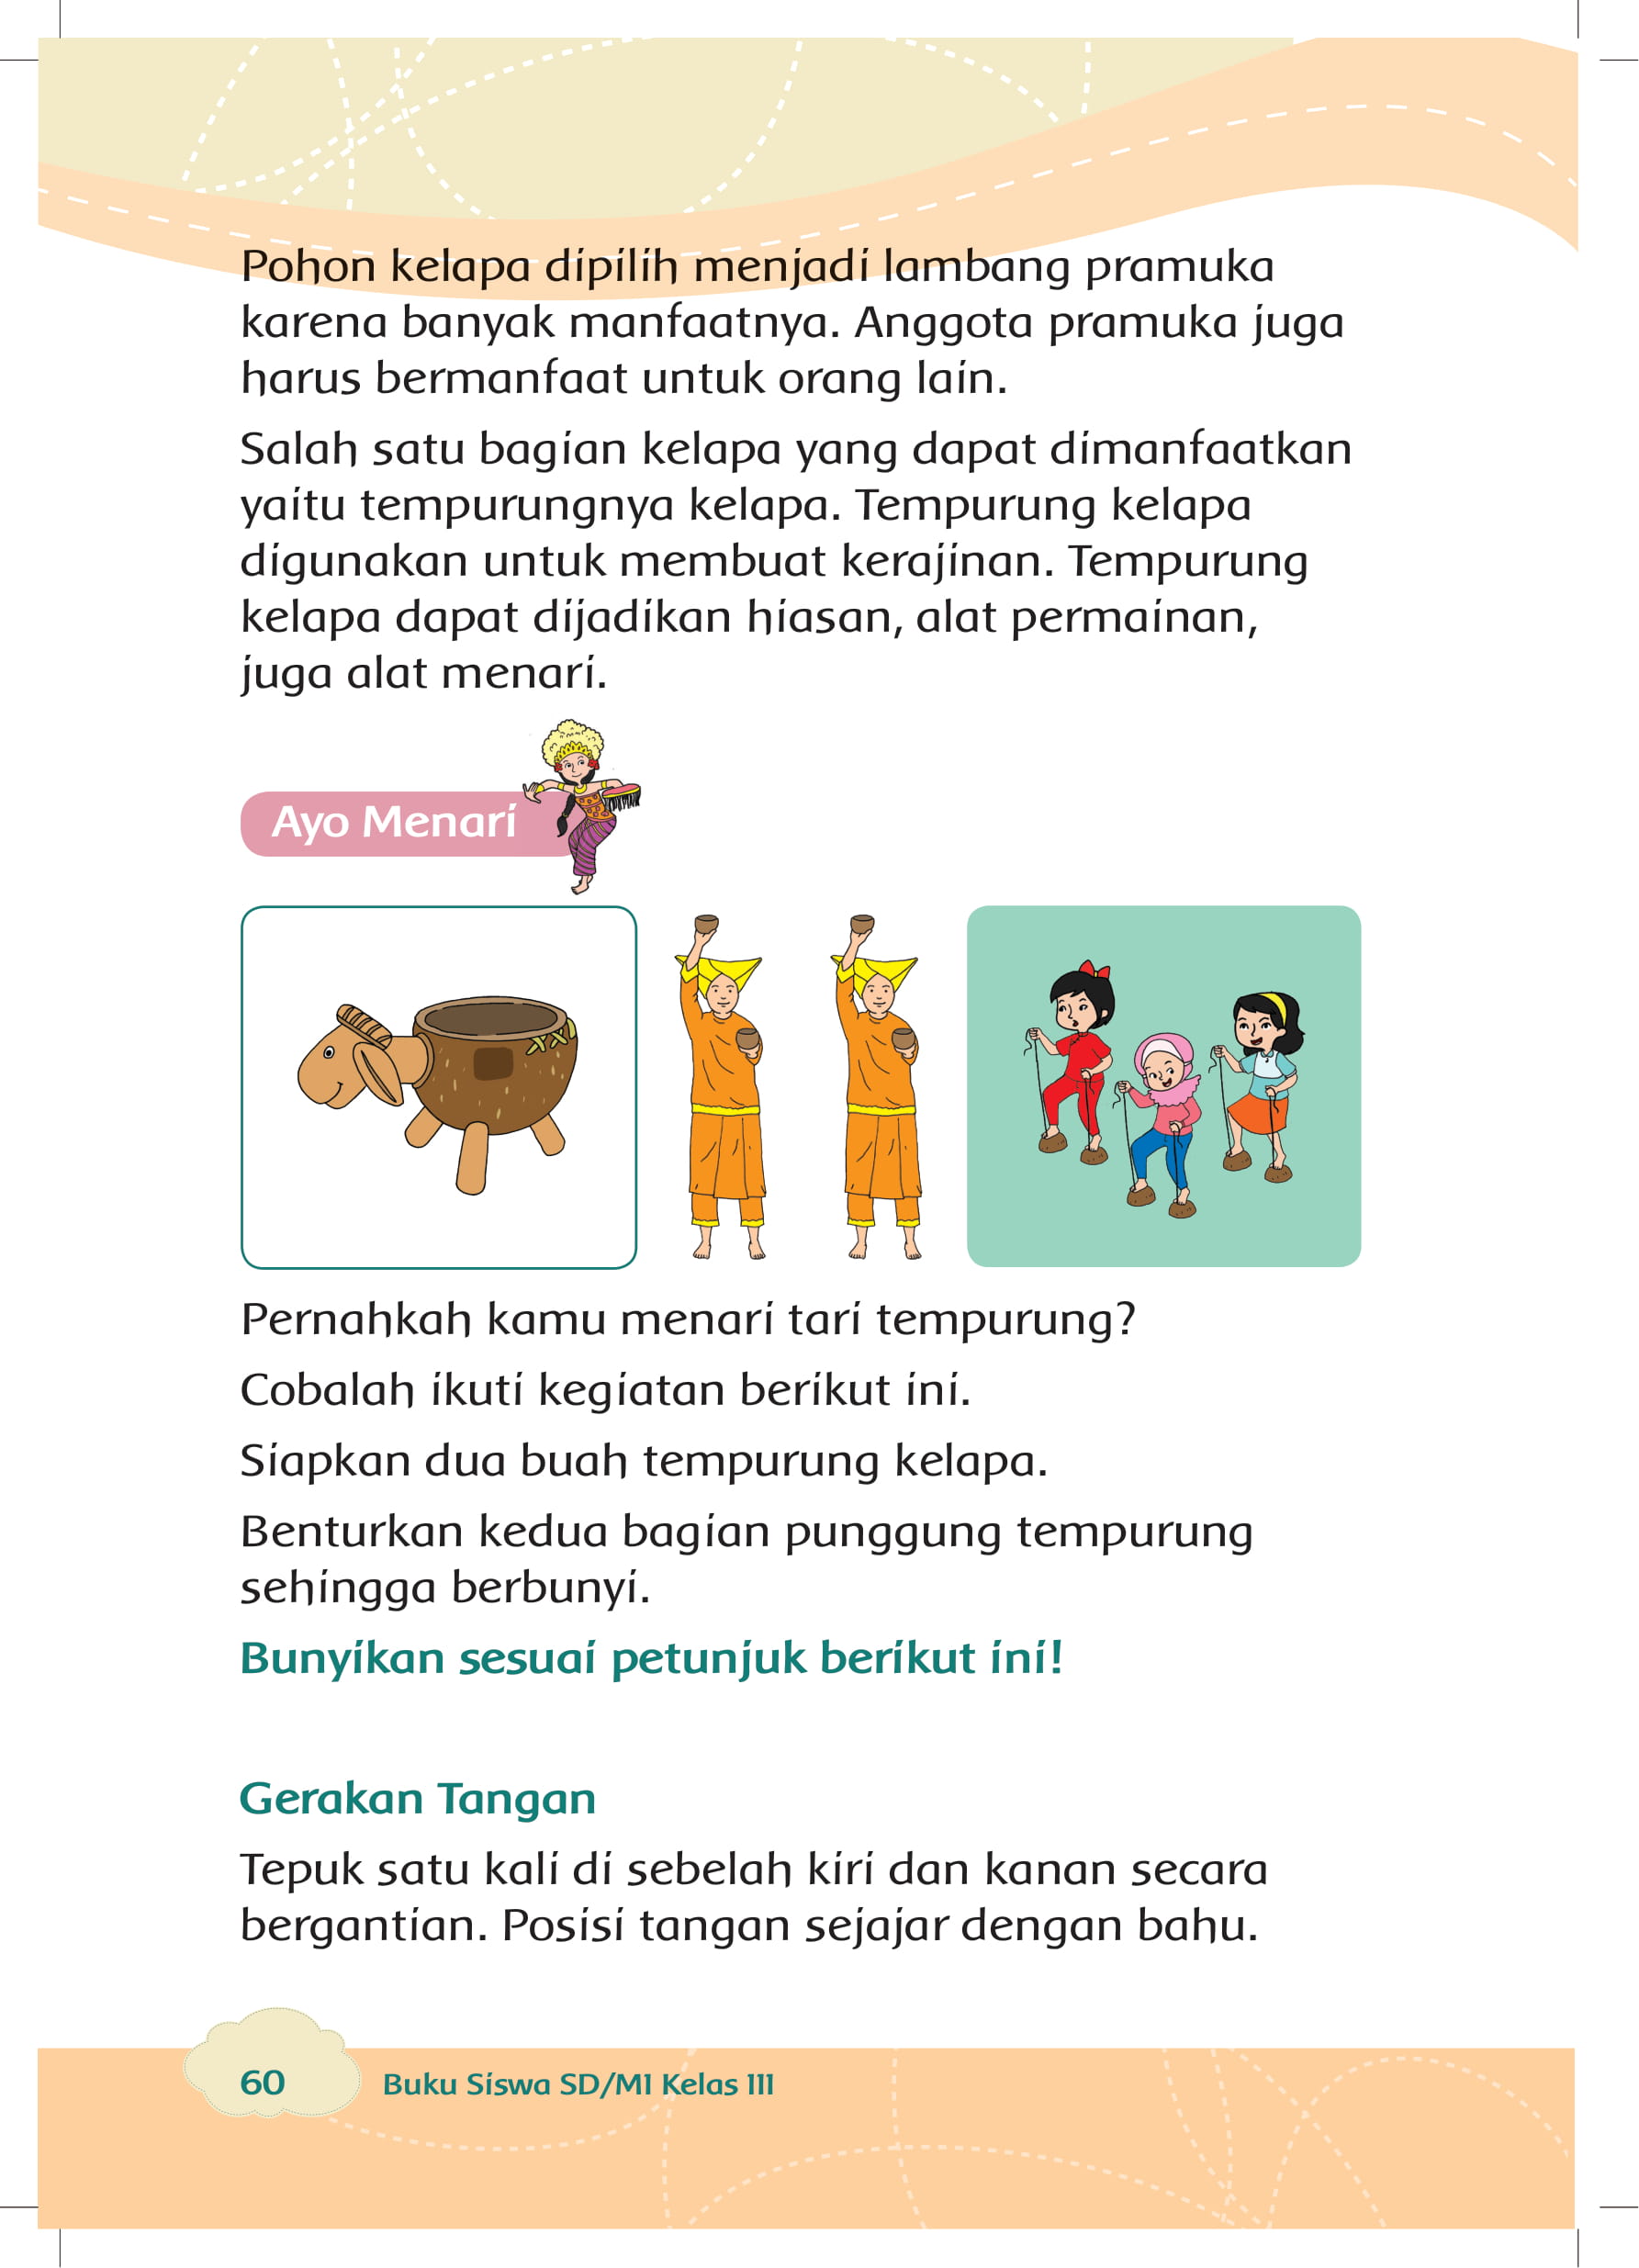 Pohon kelapa dipilih menjadi lambang pramuka
karena banyak manfaatnya. Anggota pramuka juga
harus bermanfaat untuk orang lain.
Salah satu bagian kelapa yang dapat dimanfaatkan
yaitu tempurungnya kelapa. Tempurung kelapa
digunakan untuk membuat kerajinan. Tempurung
kelapa dapat dijadikan hiasan, alat permainan,
juga alat menari.
Ayo Menari
Pernahkah kamu menari tari tempurung?
Cobalah ikuti kegiatan berikut ini.
Siapkan dua buah tempurung kelapa.
Benturkan kedua bagian punggung tempurung
sehingga berbunyi.
Bunyikan sesuai petunjuk berikut ini!
Gerakan Tangan
Tepuk satu kali di sebelah kiri dan kanan secara
bergantian. Posisi tangan sejajar dengan bahu.
60 Buku Siswa SD/MI Kelas III